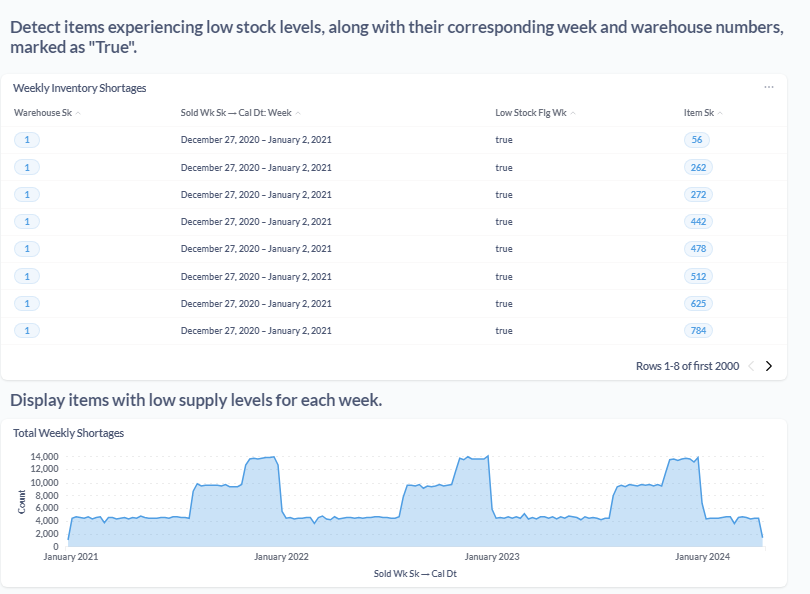 Detect items experiencing low stock levels, along with their corresponding week and warehouse numbers,
marked as "True".
Weekly Inventory Shortages
Warehouse Sk Sold Wk Sk → Cal Dt: Week Low Stock Flg Wk Item Sk
1 December 27, 2020 – January 2, 2021 true 56
1 December 27, 2020 – January 2, 2021 true 262
1 December 27, 2020 – January 2, 2021 true 272
1 December 27, 2020 – January 2, 2021 true 442
1 December 27, 2020 – January 2, 2021 true 478
1 December 27, 2020 – January 2, 2021 true 512
1 December 27, 2020 – January 2, 2021 true 625
1 December 27, 2020 – January 2, 2021 true 784
Rows 1-8 of first 2000
Display items with low supply levels for each week.
Total Weekly Shortages
14,000
12,000
10,000
8,000
6,000
4,000
2,000
0
Count
January 2021 January 2022 January 2023 January 2024
Sold Wk Sk → Cal Dt